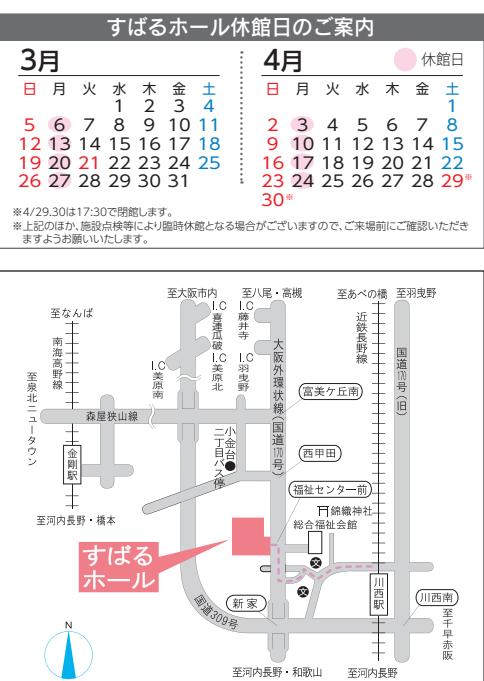 すばるホール休館日のご案内
3月
日 月 火 水 木 金 土
1 2 3 4
5 6 7 8 9 10 11
12 13 14 15 16 17 18
19 20 21 22 23 24 25
26 27 28 29 30 31
4月
休館日
日 月 火 水 木 金 土
1
2 3 4 5 6 7 8
9 10 11 12 13 14 15
16 17 18 19 20 21 22
23 24 25 26 27 28 29※
30※
※4/29.30は17:30で閉館します。
※上記のほか、施設点検等により臨時休館となる場合がございますので、ご来場前にご確認いただき
ますようお願いいたします。
至なんば
至大阪市内
至八尾・高槻
至あべの橋
至羽曳野
南海高野線
至泉北ニュータウン
I.C
喜連瓜破
I.C
藤井寺
I.C
美原南
I.C
美原北
I.C
羽曳野
大阪外環状線(国道170号)
近鉄長野線
国道170号(旧)
富美ケ丘南
森屋狭山線
小金台
二丁目バス停
西甲田
金剛駅
福祉センター前
錦織神社
総合福祉会館
至河内長野・橋本
すばる
ホール
文
文
川西駅
国道309号
新家
川西南
至千早赤阪
N
至河内長野・和歌山
至河内長野